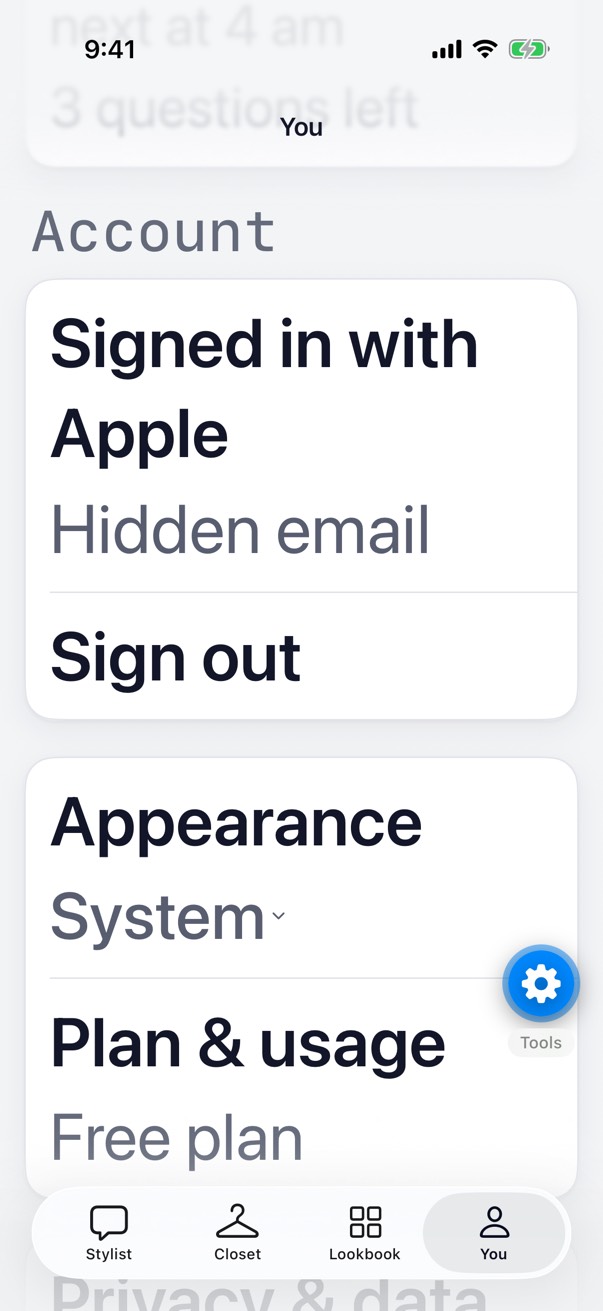 next at 4 am
9:41
3 questions left
You
Account
Signed in with
Apple
Hidden email
Sign out
Appearance
System
Plan & usage
Tools
Free plan
Stylist
Closet
Lookbook
You
Privacy & data